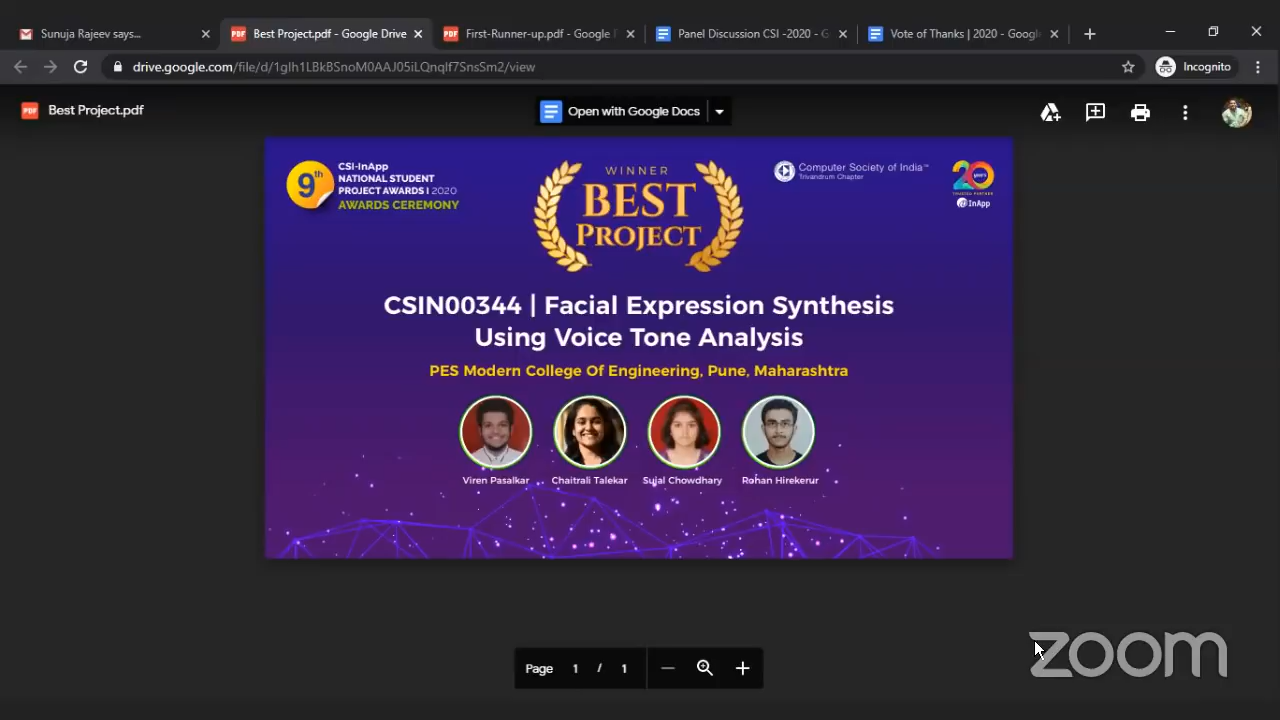 Sunuja Rajeev says...
Best Project.pdf - Google Drive
First-Runner-up.pdf - Google
Panel Discussion CSI -2020 - G
Vote of Thanks | 2020 - Googl
drive.google.com/file/d/1glh1LBkBSnoM0AAJ05iLQnqlf7SnsSm2/view
Incognito
PDF
Best Project.pdf
Open with Google Docs
9th
CSI-InApp
NATIONAL STUDENT
PROJECT AWARDS | 2020
AWARDS CEREMONY
WINNER
BEST
PROJECT
Computer Society of India™
Trivandrum Chapter
20 years
InApp
CSIN00344 | Facial Expression Synthesis
Using Voice Tone Analysis
PES Modern College Of Engineering, Pune, Maharashtra
Viren Pasalkar
Chaitrali Talekar
Sujal Chowdhary
Rohan Hirekerur
Page 1 / 1
zoom